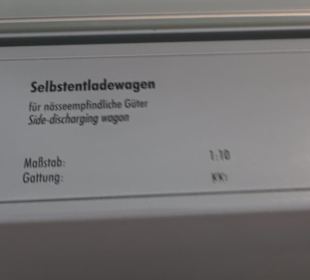 Selbstentladewagen
für nässeempfindliche Güter
Side-discharging wagon
Maßstab: 1:10
Gattung: